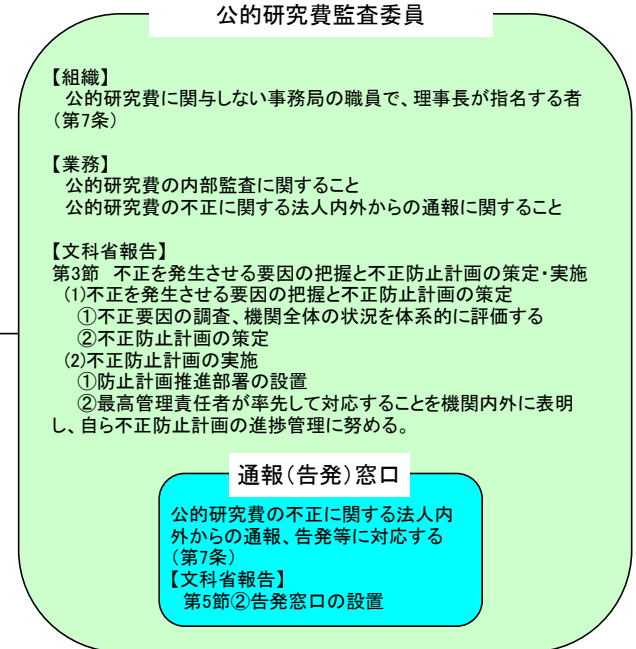 公的研究費監査委員
【組織】
公的研究費に関与しない事務局の職員で、理事長が指名する者
（第7条）
【業務】
公的研究費の内部監査に関すること
公的研究費の不正に関する法人内外からの通報に関すること
【文科省報告】
第3節　不正を発生させる要因の把握と不正防止計画の策定・実施
(1)不正を発生させる要因の把握と不正防止計画の策定
①不正要因の調査、機関全体の状況を体系的に評価する
②不正防止計画の策定
(2)不正防止計画の実施
①防止計画推進部署の設置
②最高管理責任者が率先して対応することを機関内外に表明
し、自ら不正防止計画の進捗管理に努める。
通報（告発）窓口
公的研究費の不正に関する法人内
外からの通報、告発等に対応する
（第7条）
【文科省報告】
第5節②告発窓口の設置